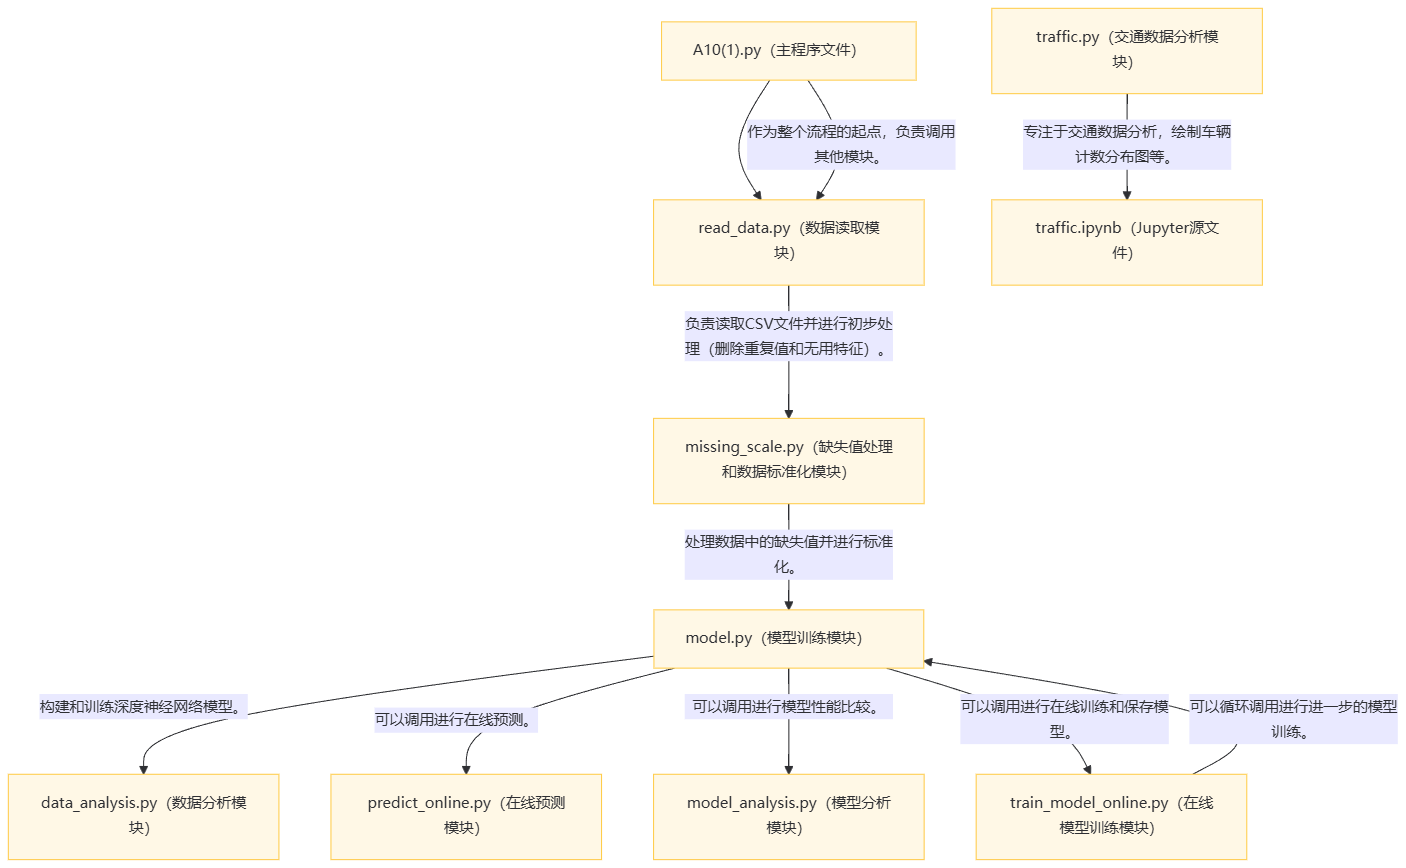 A10(1).py（主程序文件）
traffic.py（交通数据分析模
块）
作为整个流程的起点，负责调用
其他模块。
专注于交通数据分析，绘制车辆
计数分布图等。
read_data.py（数据读取模
块）
traffic.ipynb（Jupyter源文
件）
负责读取CSV文件并进行初步处
理（删除重复值和无用特征）。
missing_scale.py（缺失值处理
和数据标准化模块）
处理数据中的缺失值并进行标准
化。
model.py（模型训练模块）
构建和训练深度神经网络模型。
可以调用进行在线预测。
可以调用进行模型性能比较。
可以调用进行在线训练和保存模
型。
可以循环调用进行进一步的模型
训练。
data_analysis.py（数据分析模
块）
predict_online.py（在线预测
模块）
model_analysis.py（模型分析
模块）
train_model_online.py（在线
模型训练模块）